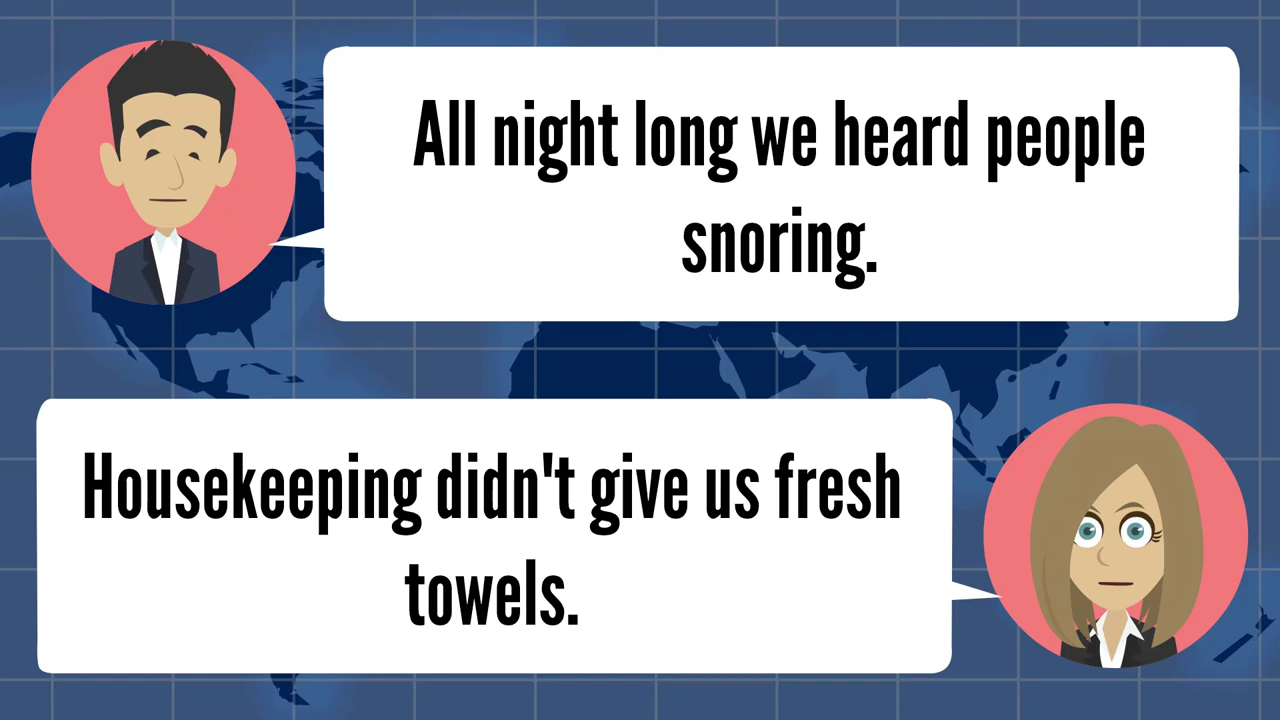 All night long we heard people
snoring.
Housekeeping didn't give us fresh
towels.